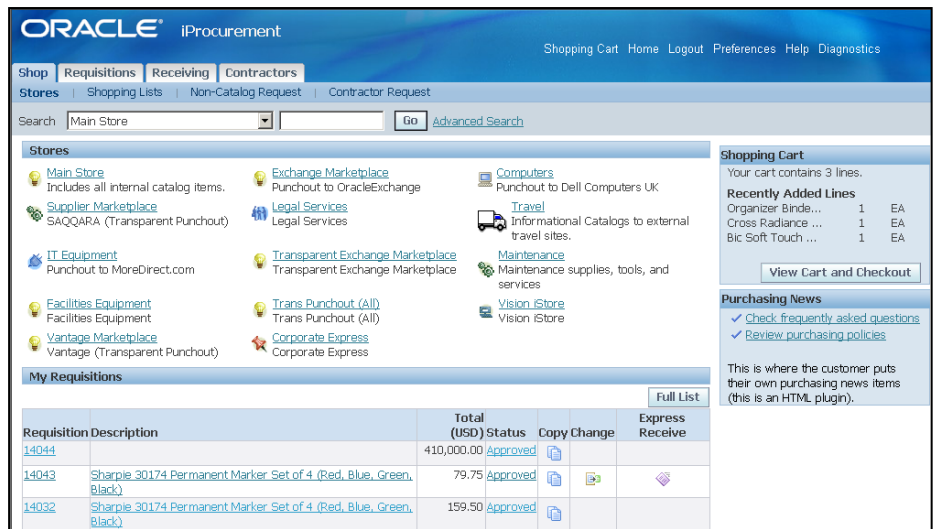 ORACLE® iProcurement
Shopping Cart Home Logout Preferences Help Diagnostics
Shop Requisitions Receiving Contractors
Stores | Shopping Lists | Non-Catalog Request | Contractor Request
Search Main Store Go Advanced Search
Stores
Main Store
Includes all internal catalog items.
Exchange Marketplace
Punchout to OracleExchange
Computers
Punchout to Dell Computers UK
Supplier Marketplace
SAQQARA (Transparent Punchout)
Legal Services
Legal Services
Travel
Informational Catalogs to external
travel sites.
IT Equipment
Punchout to MoreDirect.com
Transparent Exchange Marketplace
Transparent Exchange Marketplace
Maintenance
Maintenance supplies, tools, and
services
Facilities Equipment
Facilities Equipment
Trans Punchout (All)
Trans Punchout (All)
Vision iStore
Vision iStore
Vantage Marketplace
Vantage (Transparent Punchout)
Corporate Express
Corporate Express
Shopping Cart
Your cart contains 3 lines.
Recently Added Lines
Organizer Binde... 1 EA
Cross Radiance ... 1 EA
Bic Soft Touch ... 1 EA
View Cart and Checkout
Purchasing News
Check frequently asked questions
Review purchasing policies
This is where the customer puts
their own purchasing news items
(this is an HTML plugin).
My Requisitions
Full List
Total Express
Requisition Description (USD) Status Copy Change Receive
14044 410,000.00 Approved
14043 Sharpie 30174 Permanent Marker Set of 4 (Red, Blue, Green, 79.75 Approved
Black)
14032 Sharpie 30174 Permanent Marker Set of 4 (Red, Blue, Green, 159.50 Approved
Black)